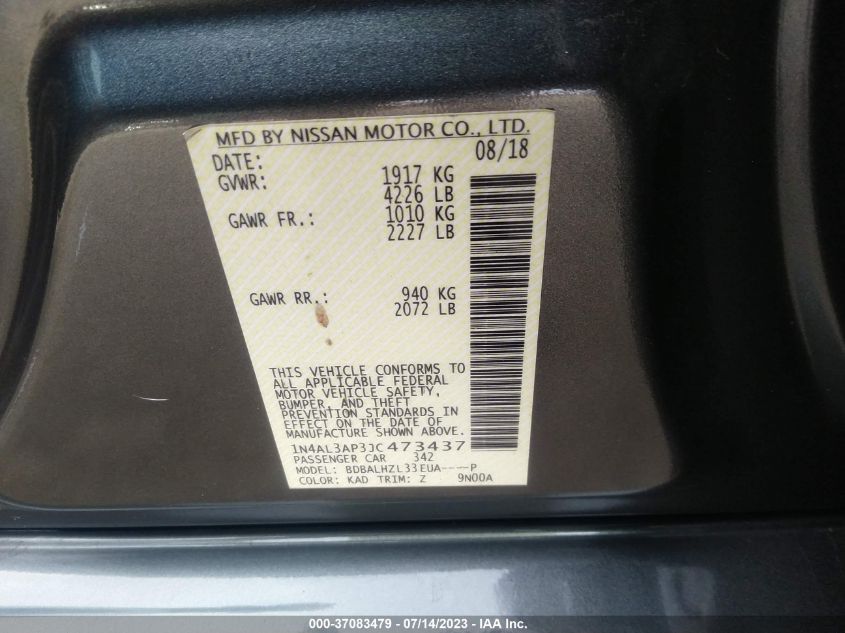 MFD BY NISSAN MOTOR CO., LTD.
DATE: 08/18
GVWR: 1917 KG
4226 LB
GAWR FR.: 1010 KG
2227 LB
GAWR RR.: 940 KG
2072 LB
THIS VEHICLE CONFORMS TO
ALL APPLICABLE FEDERAL
MOTOR VEHICLE SAFETY,
BUMPER, AND THEFT
PREVENTION STANDARDS IN
EFFECT ON THE DATE OF
MANUFACTURE SHOWN ABOVE.
1N4AL3AP3JC473437
PASSENGER CAR 342
MODEL: BDBALHZL33EUA----P
COLOR: KAD TRIM: Z 9N00A
000-37083479 - 07/14/2023 - IAA Inc.